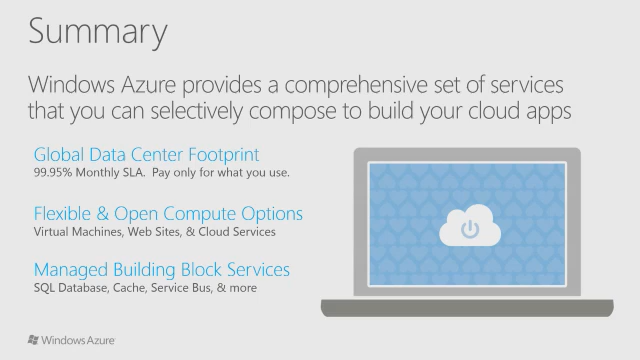 Summary
Windows Azure provides a comprehensive set of services
that you can selectively compose to build your cloud apps
Global Data Center Footprint
99.95% Monthly SLA. Pay only for what you use.
Flexible & Open Compute Options
Virtual Machines, Web Sites, & Cloud Services
Managed Building Block Services
SQL Database, Cache, Service Bus, & more
Windows Azure